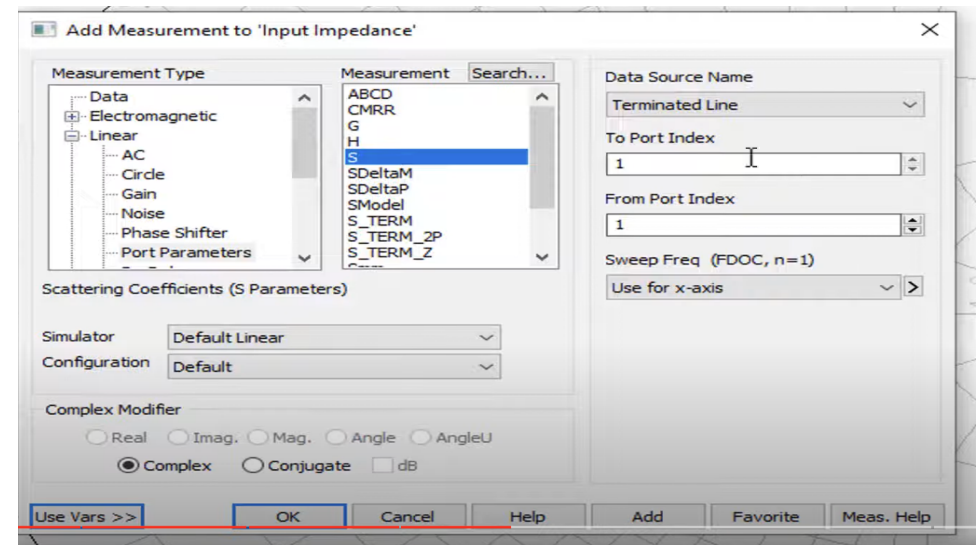 Add Measurement to 'Input Impedance'
Measurement Type
Data
Electromagnetic
Linear
AC
Circle
Gain
Noise
Phase Shifter
Port Parameters
Measurement
Search...
ABCD
CMRR
G
H
S
SDeltaM
SDeltaP
SModel
S_TERM
S_TERM_2P
S_TERM_Z
Scattering Coefficients (S Parameters)
Simulator
Default Linear
Configuration
Default
Complex Modifier
Real Imag. Mag. Angle AngleU
Complex Conjugate dB
Data Source Name
Terminated Line
To Port Index
1
From Port Index
1
Sweep Freq (FDOC, n=1)
Use for x-axis >
Use Vars >> OK Cancel Help Add Favorite Meas. Help